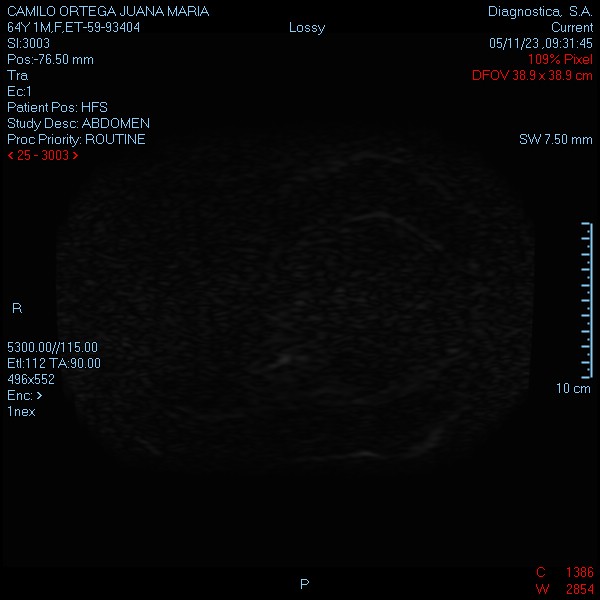 CAMILO ORTEGA JUANA MARIA
64Y 1M,F,ET-59-93404
SI:3003
Pos:-76.50 mm
Tra
Ec:1
Patient Pos: HFS
Study Desc: ABDOMEN
Proc Priority: ROUTINE
< 25 - 3003 >
Lossy
Diagnostica, S.A.
Current
05/11/23 ,09:31:45
109% Pixel
DFOV 38.9 x 38.9 cm
SW 7.50 mm
R
10 cm
5300.00//115.00
Etl:112 TA:90.00
496x552
Enc: >
1nex
P
C 1386
W 2854